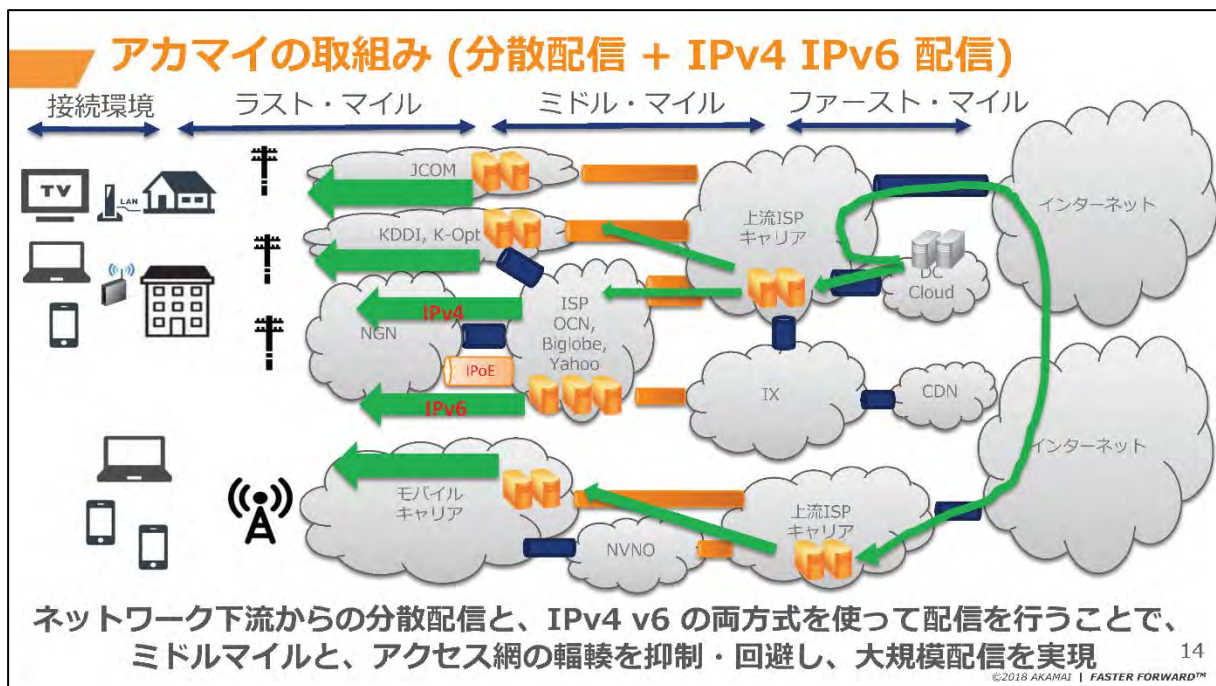 アカマイの取組み (分散配信 + IPv4 IPv6 配信)
接続環境
ラスト・マイル
ミドル・マイル
ファースト・マイル
TV
LAN
JCOM
KDDI, K-Opt
NGN
IPv4
IPoE
IPv6
ISP
OCN,
Biglobe,
Yahoo
上流ISP
キャリア
DC
Cloud
インターネット
IX
CDN
インターネット
モバイル
キャリア
NVNO
上流ISP
キャリア
ネットワーク下流からの分散配信と、IPv4 v6 の両方式を使って配信を行うことで、
ミドルマイルと、アクセス網の輻輳を抑制・回避し、大規模配信を実現
14
©2018 AKAMAI | FASTER FORWARD™